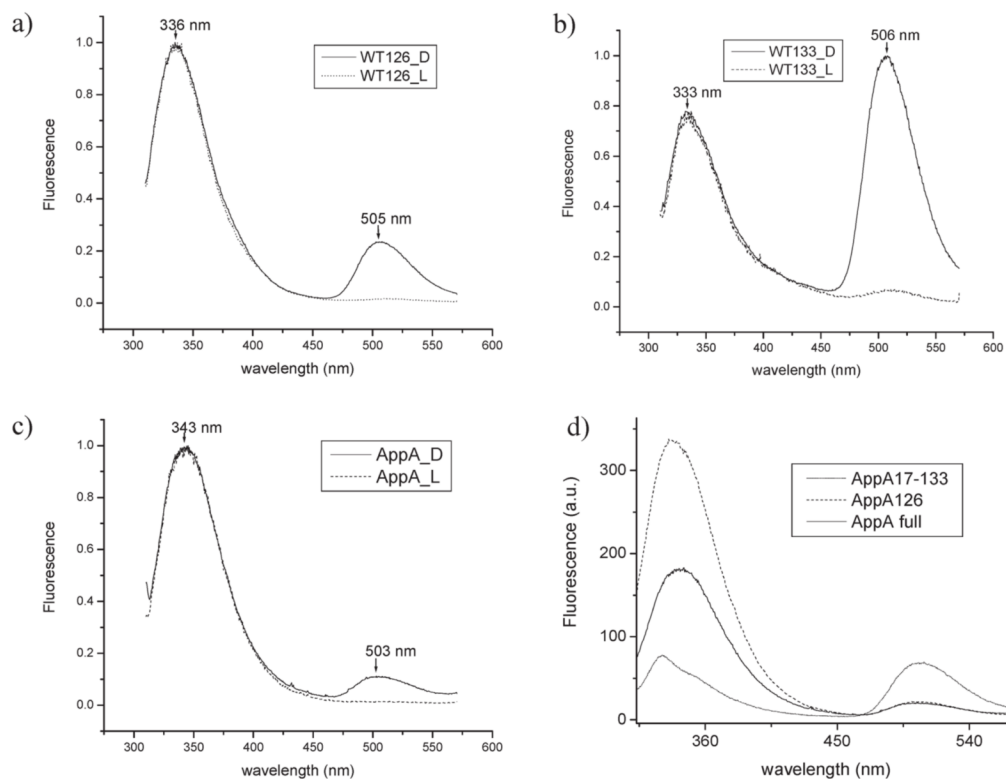 a)
336 nm
WT126_D
WT126_L
505 nm
Fluorescence
1.0
0.8
0.6
0.4
0.2
0.0
300 350 400 450 500 550 600
wavelength (nm)
b)
506 nm
WT133_D
WT133_L
333 nm
Fluorescence
1.0
0.8
0.6
0.4
0.2
0.0
300 350 400 450 500 550 600
wavelength (nm)
c)
343 nm
AppA_D
AppA_L
503 nm
Fluorescence
1.0
0.8
0.6
0.4
0.2
0.0
300 350 400 450 500 550 600
wavelength (nm)
d)
AppA17-133
AppA126
AppA full
Fluorescence (a.u.)
300
200
100
0
360 450 540
wavelength (nm)